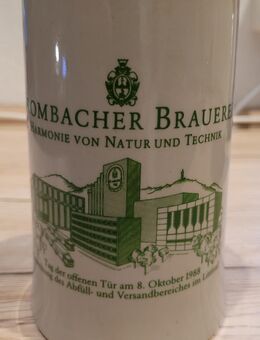 ROMBACHER BRAUERE
HARMONIE VON NATUR UND TECHNIK
Tag der offenen Tür am 8. Oktober 1988
des Abfüll- und Versandbereiches im